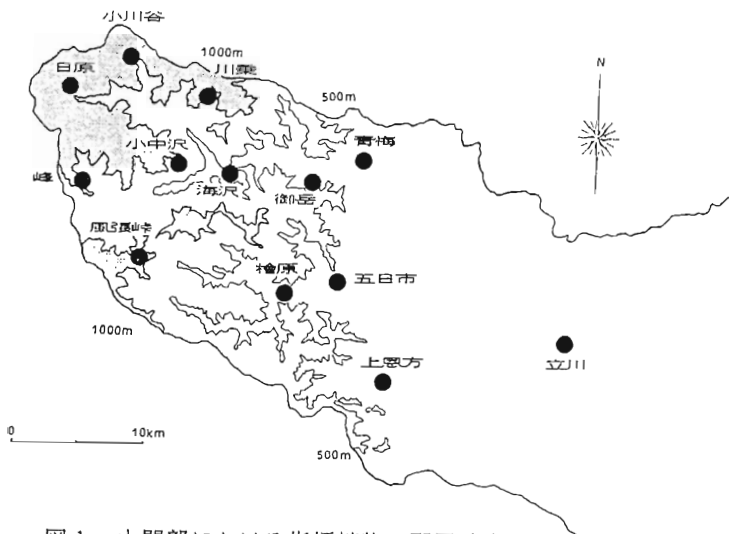 小川谷
1000m
日原
川乗
500m
N
青梅
小中沢
峰
海沢
御岳
風張峠
檜原
五日市
1000m
立川
上恩方
10km
500m